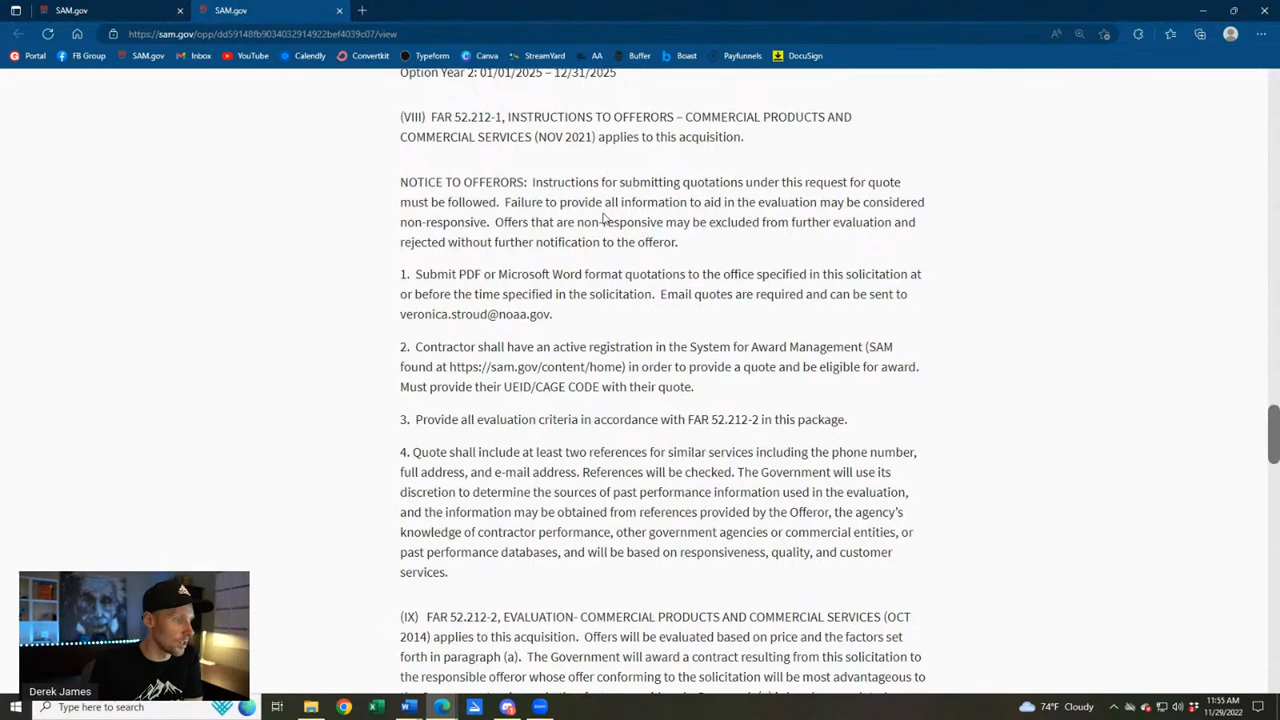 SAM.gov
SAM.gov
https://sam.gov/opp/dd59148fb9034032914922bef4039c07/view
Portal
FB Group
SAM.gov
Inbox
YouTube
Calendly
Convertkit
Typeform
Canva
StreamYard
AA
Buffer
Boast
Payfunnels
DocuSign
Option Year 2: 01/01/2025 – 12/31/2025
(VIII) FAR 52.212-1, INSTRUCTIONS TO OFFERORS – COMMERCIAL PRODUCTS AND
COMMERCIAL SERVICES (NOV 2021) applies to this acquisition.
NOTICE TO OFFERORS: Instructions for submitting quotations under this request for quote
must be followed. Failure to provide all information to aid in the evaluation may be considered
non-responsive. Offers that are non-responsive may be excluded from further evaluation and
rejected without further notification to the offeror.
1. Submit PDF or Microsoft Word format quotations to the office specified in this solicitation at
or before the time specified in the solicitation. Email quotes are required and can be sent to
veronica.stroud@noaa.gov.
2. Contractor shall have an active registration in the System for Award Management (SAM
found at https://sam.gov/content/home) in order to provide a quote and be eligible for award.
Must provide their UEID/CAGE CODE with their quote.
3. Provide all evaluation criteria in accordance with FAR 52.212-2 in this package.
4. Quote shall include at least two references for similar services including the phone number,
full address, and e-mail address. References will be checked. The Government will use its
discretion to determine the sources of past performance information used in the evaluation,
and the information may be obtained from references provided by the Offeror, the agency's
knowledge of contractor performance, other government agencies or commercial entities, or
past performance databases, and will be based on responsiveness, quality, and customer
services.
(IX) FAR 52.212-2, EVALUATION- COMMERCIAL PRODUCTS AND COMMERCIAL SERVICES (OCT
2014) applies to this acquisition. Offers will be evaluated based on price and the factors set
forth in paragraph (a). The Government will award a contract resulting from this solicitation to
the responsible offeror whose offer conforming to the solicitation will be most advantageous to
Derek James
Type here to search
74°F Cloudy
11:55 AM
11/29/2022